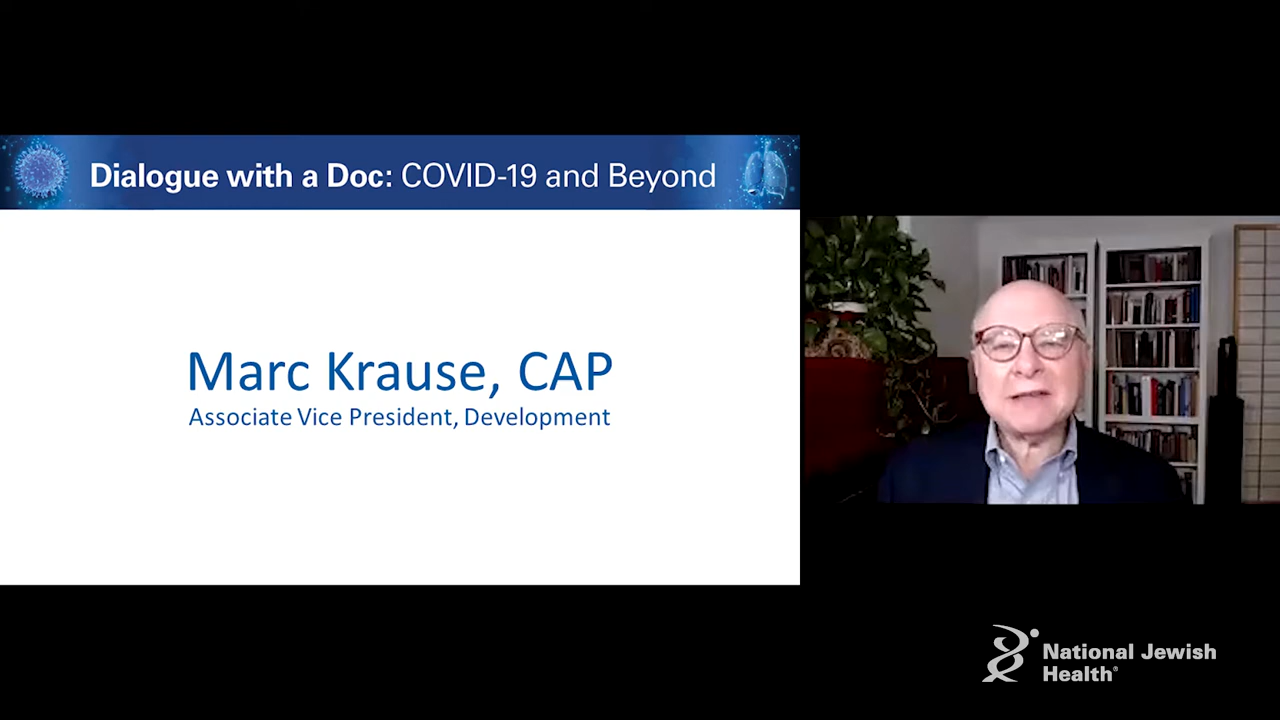 Dialogue with a Doc: COVID-19 and Beyond
Marc Krause, CAP
Associate Vice President, Development
National Jewish
Health®